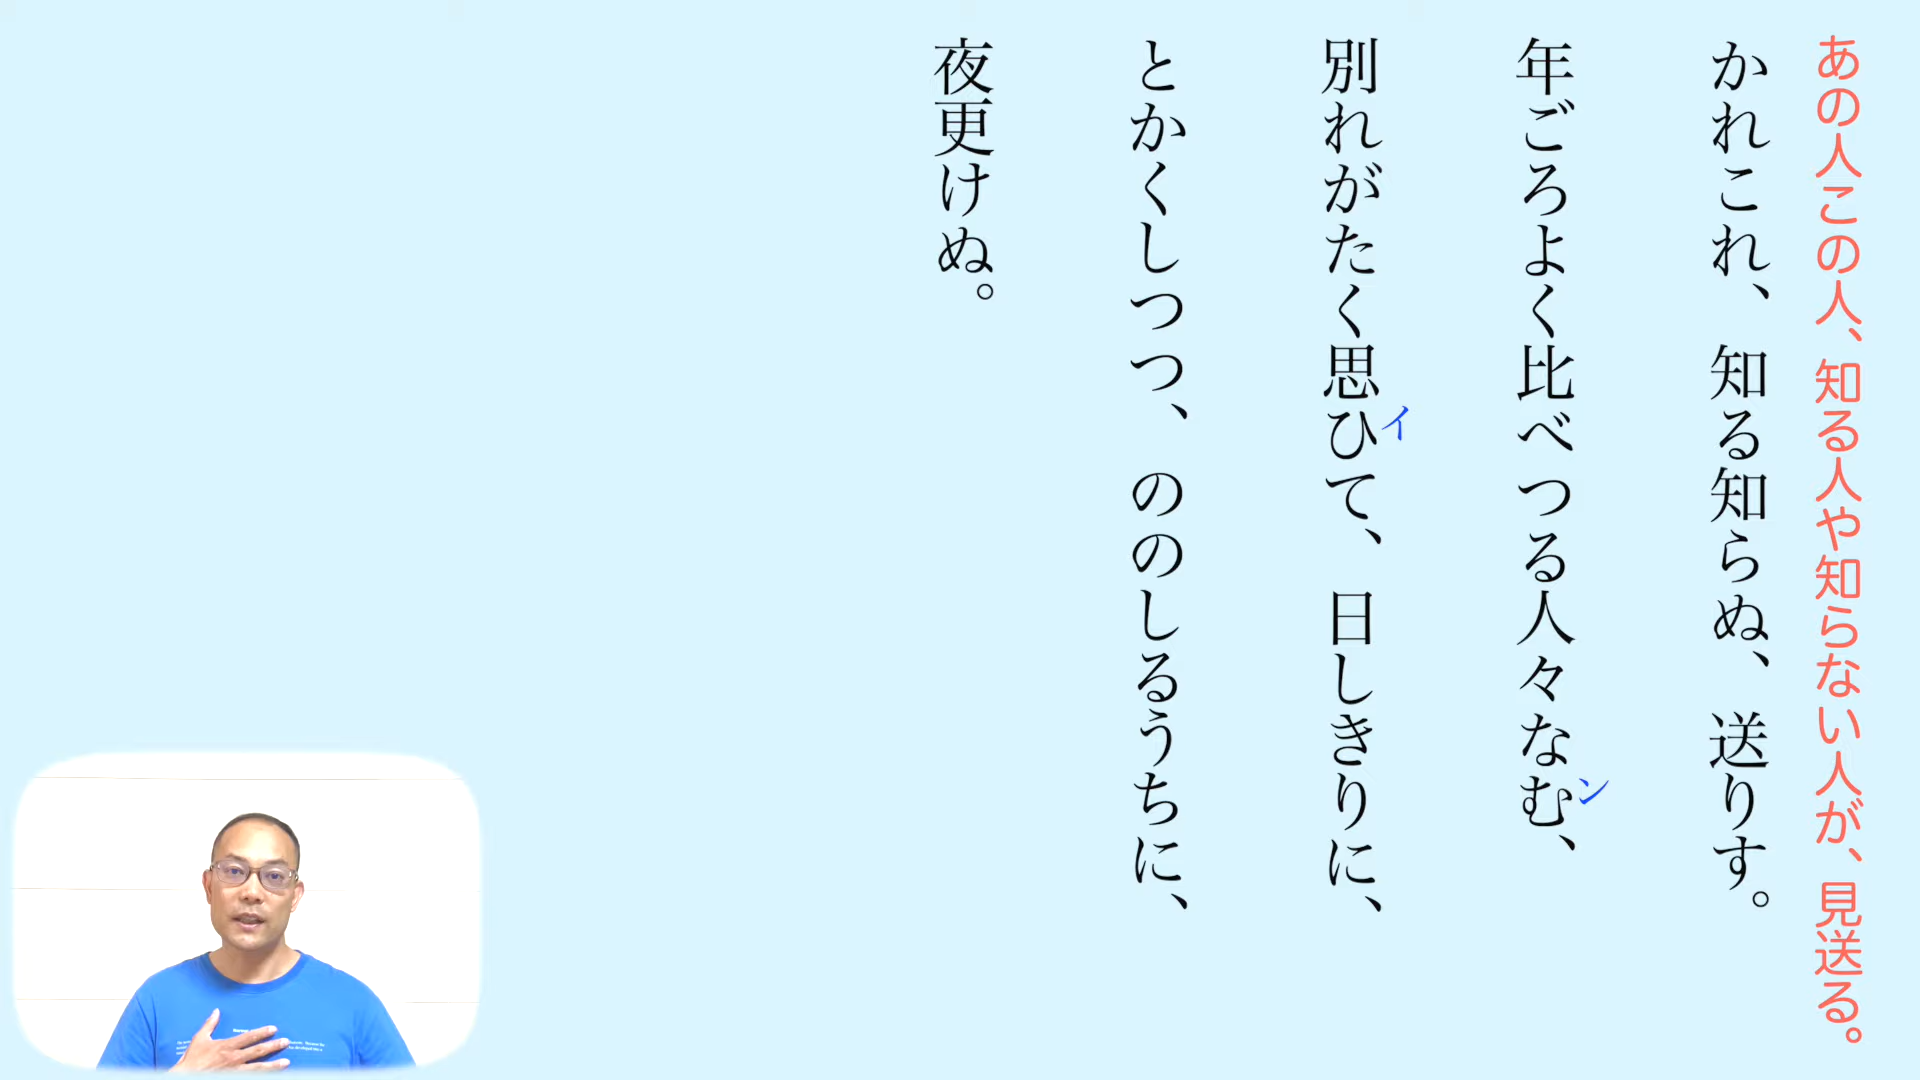 あの人この人、知る人や知らない人が、見送る。
かれこれ、知る知らぬ、送りす。
年ごろよく比べつる人々なむ、
ン
別れがたく思ひて、日しきりに、
イ
とかくしつつ、ののしるうちに、
夜更けぬ。